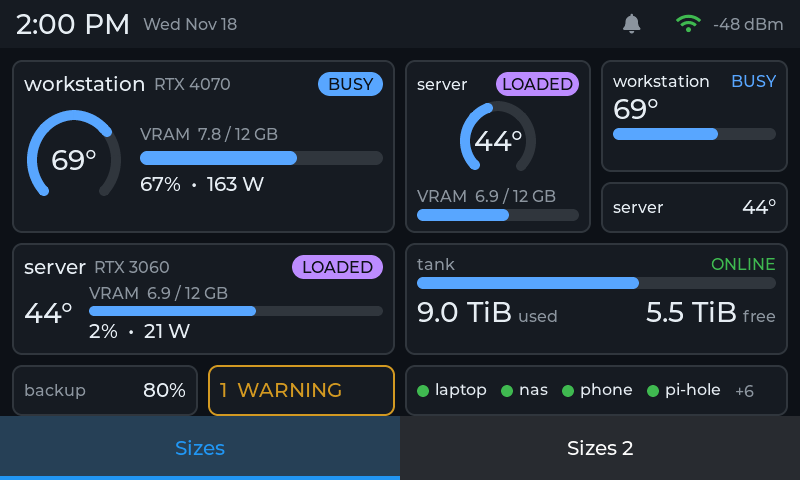 2:00 PM Wed Nov 18 -48 dBm
workstation RTX 4070 BUSY
69°
VRAM 7.8 / 12 GB
67% • 163 W
server LOADED
44°
VRAM 6.9 / 12 GB
workstation BUSY
69°
server 44°
server RTX 3060 LOADED
44°
VRAM 6.9 / 12 GB
2% • 21 W
tank ONLINE
9.0 TiB used 5.5 TiB free
backup 80%
1 WARNING
laptop nas phone pi-hole +6
Sizes Sizes 2